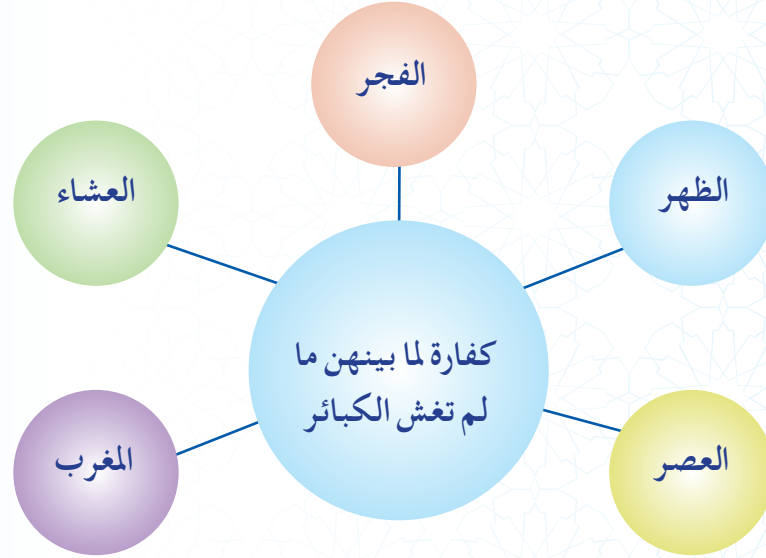 الفجر
الظهر
العشاء
كفارة لما بينهن ما
لم تغش الكبائر
العصر
المغرب